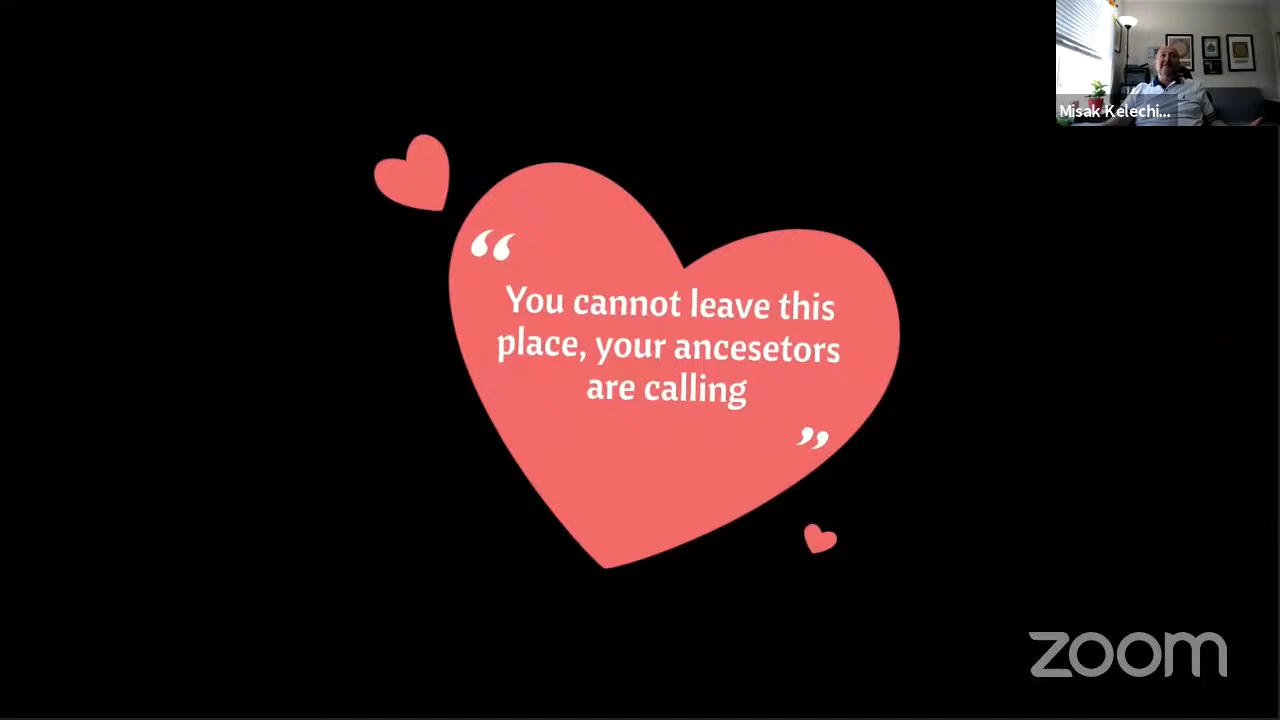 Misak Kelechi...
“
You cannot leave this
place, your ancesetors
are calling
”
zoom